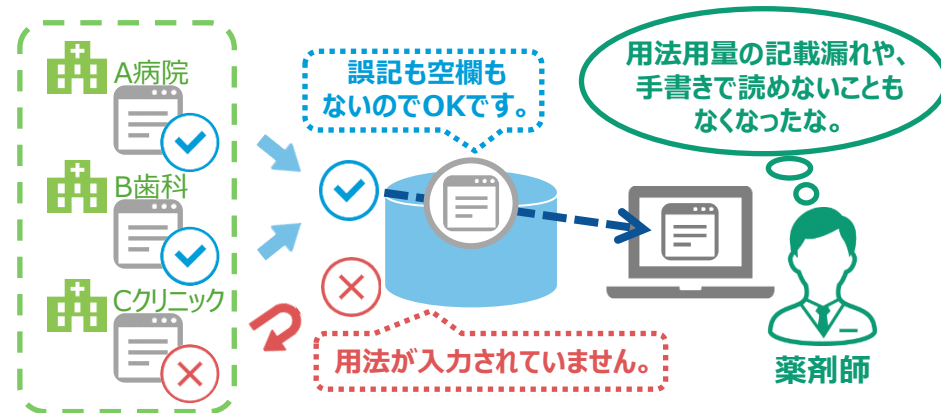 A病院
B歯科
Cクリニック
誤記も空欄も
ないのでOKです。
用法が入力されていません。
用法用量の記載漏れや、
手書きで読めないことも
なくなったな。
薬剤師